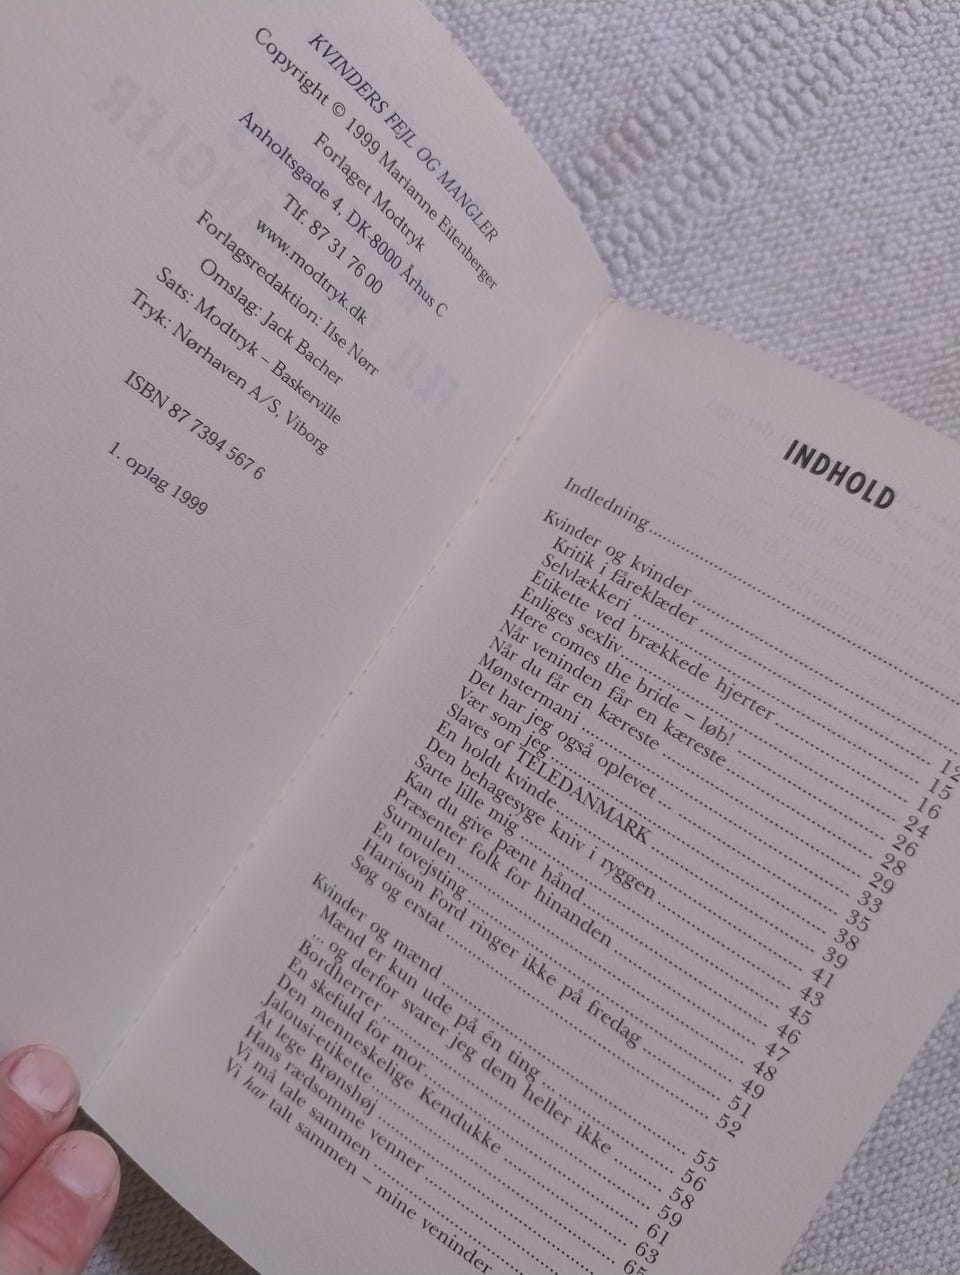 KVINDERS FEJL OG MANGLER
Copyright © 1999 Marianne Eilenberger
Forlaget Modtryk
Anholtsgade 4, DK-8000 Århus C
Tlf. 87 31 76 00
www.modtryk.dk
Forlagsredaktion: Ilse Nørr
Omslag: Jack Bacher
Sats: Modtryk – Baskerville
Tryk: Nørhaven A/S, Viborg
ISBN 87 7394 567 6
1. oplag 1999
INDHOLD
Indledning
Kvinder og kvinder
Kritik i fåreklæder 12
Selvlækkeri 15
Etikette ved brækkede hjerter 16
Enliges sexliv 24
Here comes the bride – løb! 26
Når veninden får en kæreste 28
Når du får en kæreste 29
Mønstermani 33
Det har jeg også oplevet 35
Vær som jeg 38
Slaves of TELEDANMARK 39
En holdt kvinde 41
Den behagesyge kniv i ryggen 43
Sarte lille mig 45
Kan du give pænt hånd 46
Præsenter folk for hinanden 47
Surmulen 48
En tovejsting 49
Harrison Ford ringer ikke på fredag 51
Søg og erstat 52
Kvinder og mænd 55
Mænd er kun ude på én ting 56
... og derfor svarer jeg dem heller ikke 58
Bordherrer 59
En skefuld for mor 61
Den menneskelige Kendukke 63
Jalousi-etikette 65
At lege Brønshøj
Hans rædsomme venner
Vi må tale sammen
Vi har talt sammen – mine veninder